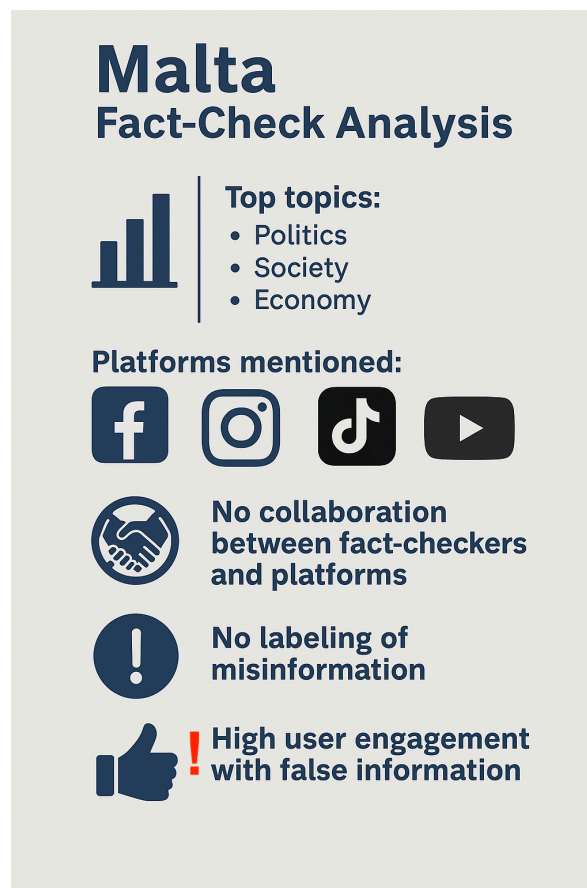 Malta
Fact-Check Analysis
Top topics:
• Politics
• Society
• Economy
Platforms mentioned:
No collaboration
between fact-checkers
and platforms
No labeling of
misinformation
High user engagement
with false information